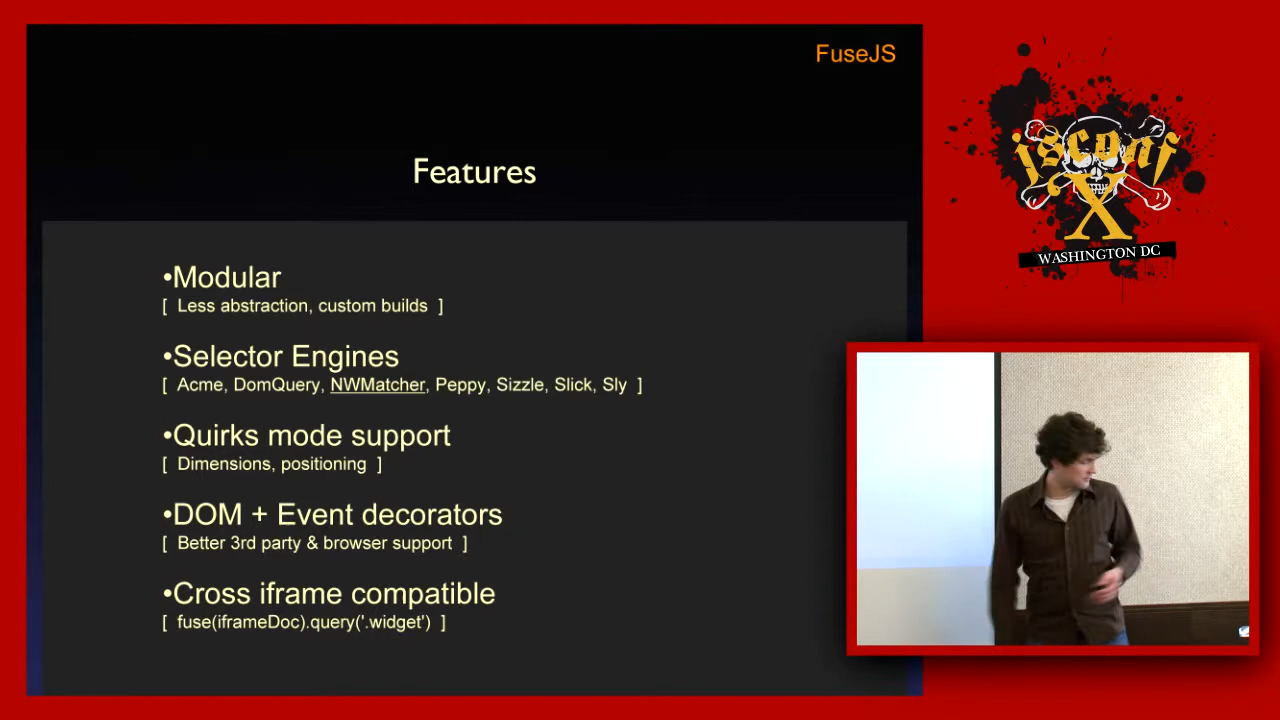 FuseJS
Features
•Modular
[ Less abstraction, custom builds ]
•Selector Engines
[ Acme, DomQuery, NWMatcher, Peppy, Sizzle, Slick, Sly ]
•Quirks mode support
[ Dimensions, positioning ]
•DOM + Event decorators
[ Better 3rd party & browser support ]
•Cross iframe compatible
[ fuse(iframeDoc).query('.widget') ]
jsconf
X
WASHINGTON DC